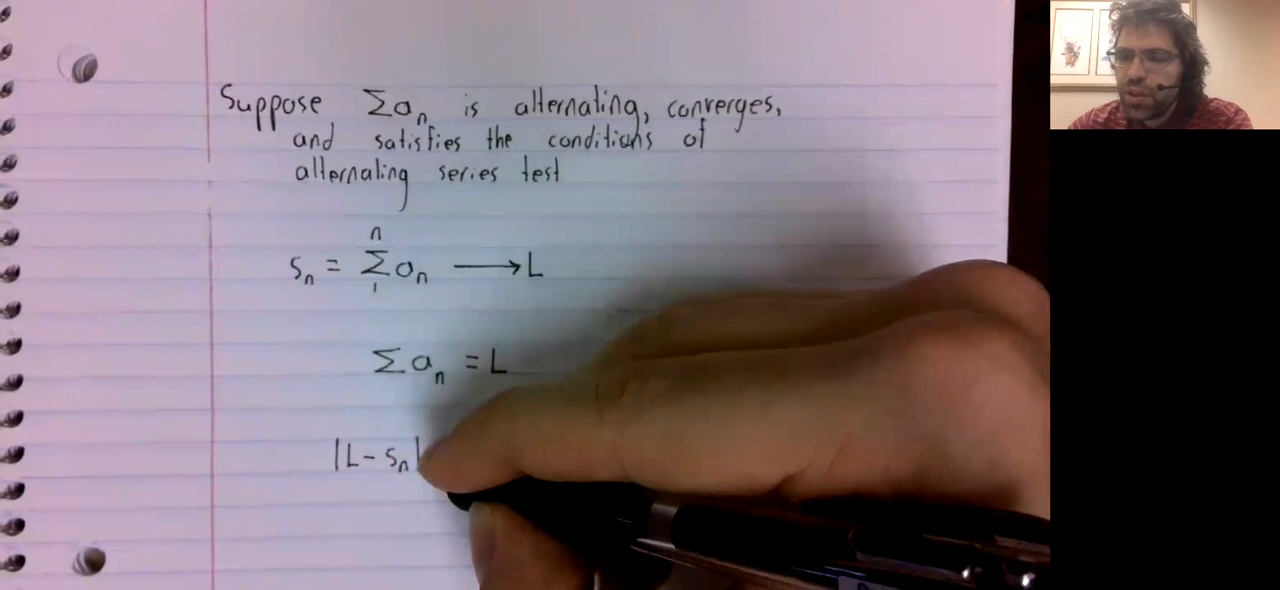 Suppose Σaₙ is alternating, converges,
and satisfies the conditions of
alternating series test
sₙ = Σ₁ⁿ aₙ ⟶ L
Σaₙ = L
|L - sₙ|